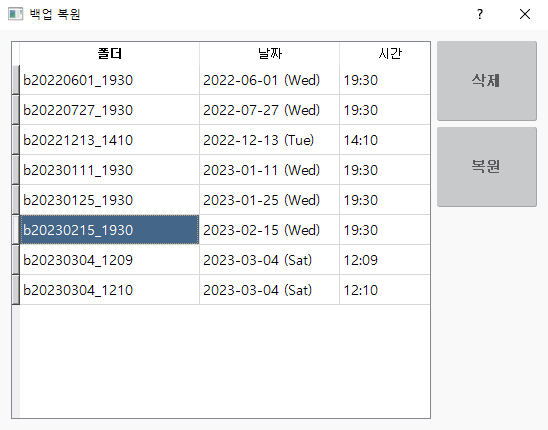 백업 복원
?
폴더 날짜 시간
b20220601_1930 2022-06-01 (Wed) 19:30
b20220727_1930 2022-07-27 (Wed) 19:30
b20221213_1410 2022-12-13 (Tue) 14:10
b20230111_1930 2023-01-11 (Wed) 19:30
b20230125_1930 2023-01-25 (Wed) 19:30
b20230215_1930 2023-02-15 (Wed) 19:30
b20230304_1209 2023-03-04 (Sat) 12:09
b20230304_1210 2023-03-04 (Sat) 12:10
삭제
복원